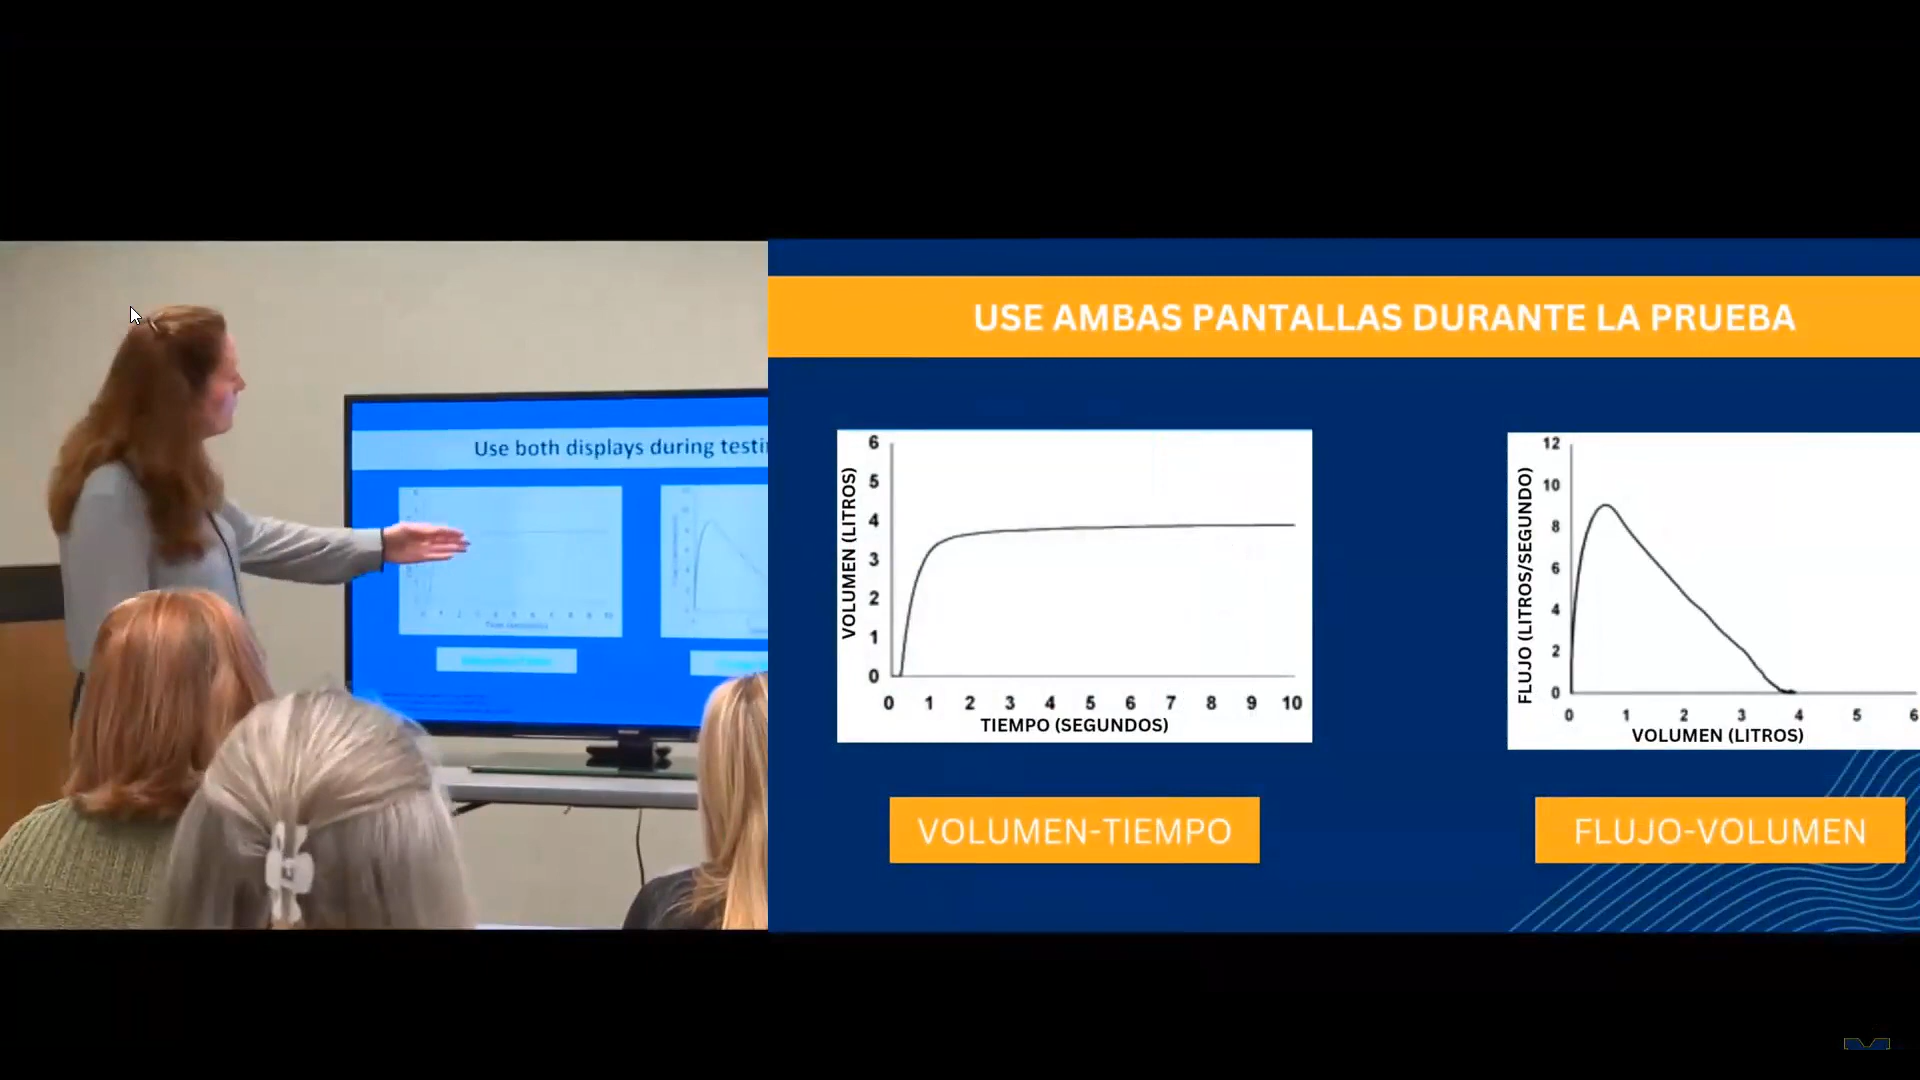 Use both displays during testi
USE AMBAS PANTALLAS DURANTE LA PRUEBA
VOLUMEN (LITROS)
6
5
4
3
2
1
0
0 1 2 3 4 5 6 7 8 9 10
TIEMPO (SEGUNDOS)
VOLUMEN-TIEMPO
FLUJO (LITROS/SEGUNDO)
12
10
8
6
4
2
0
0 1 2 3 4 5 6
VOLUMEN (LITROS)
FLUJO-VOLUMEN